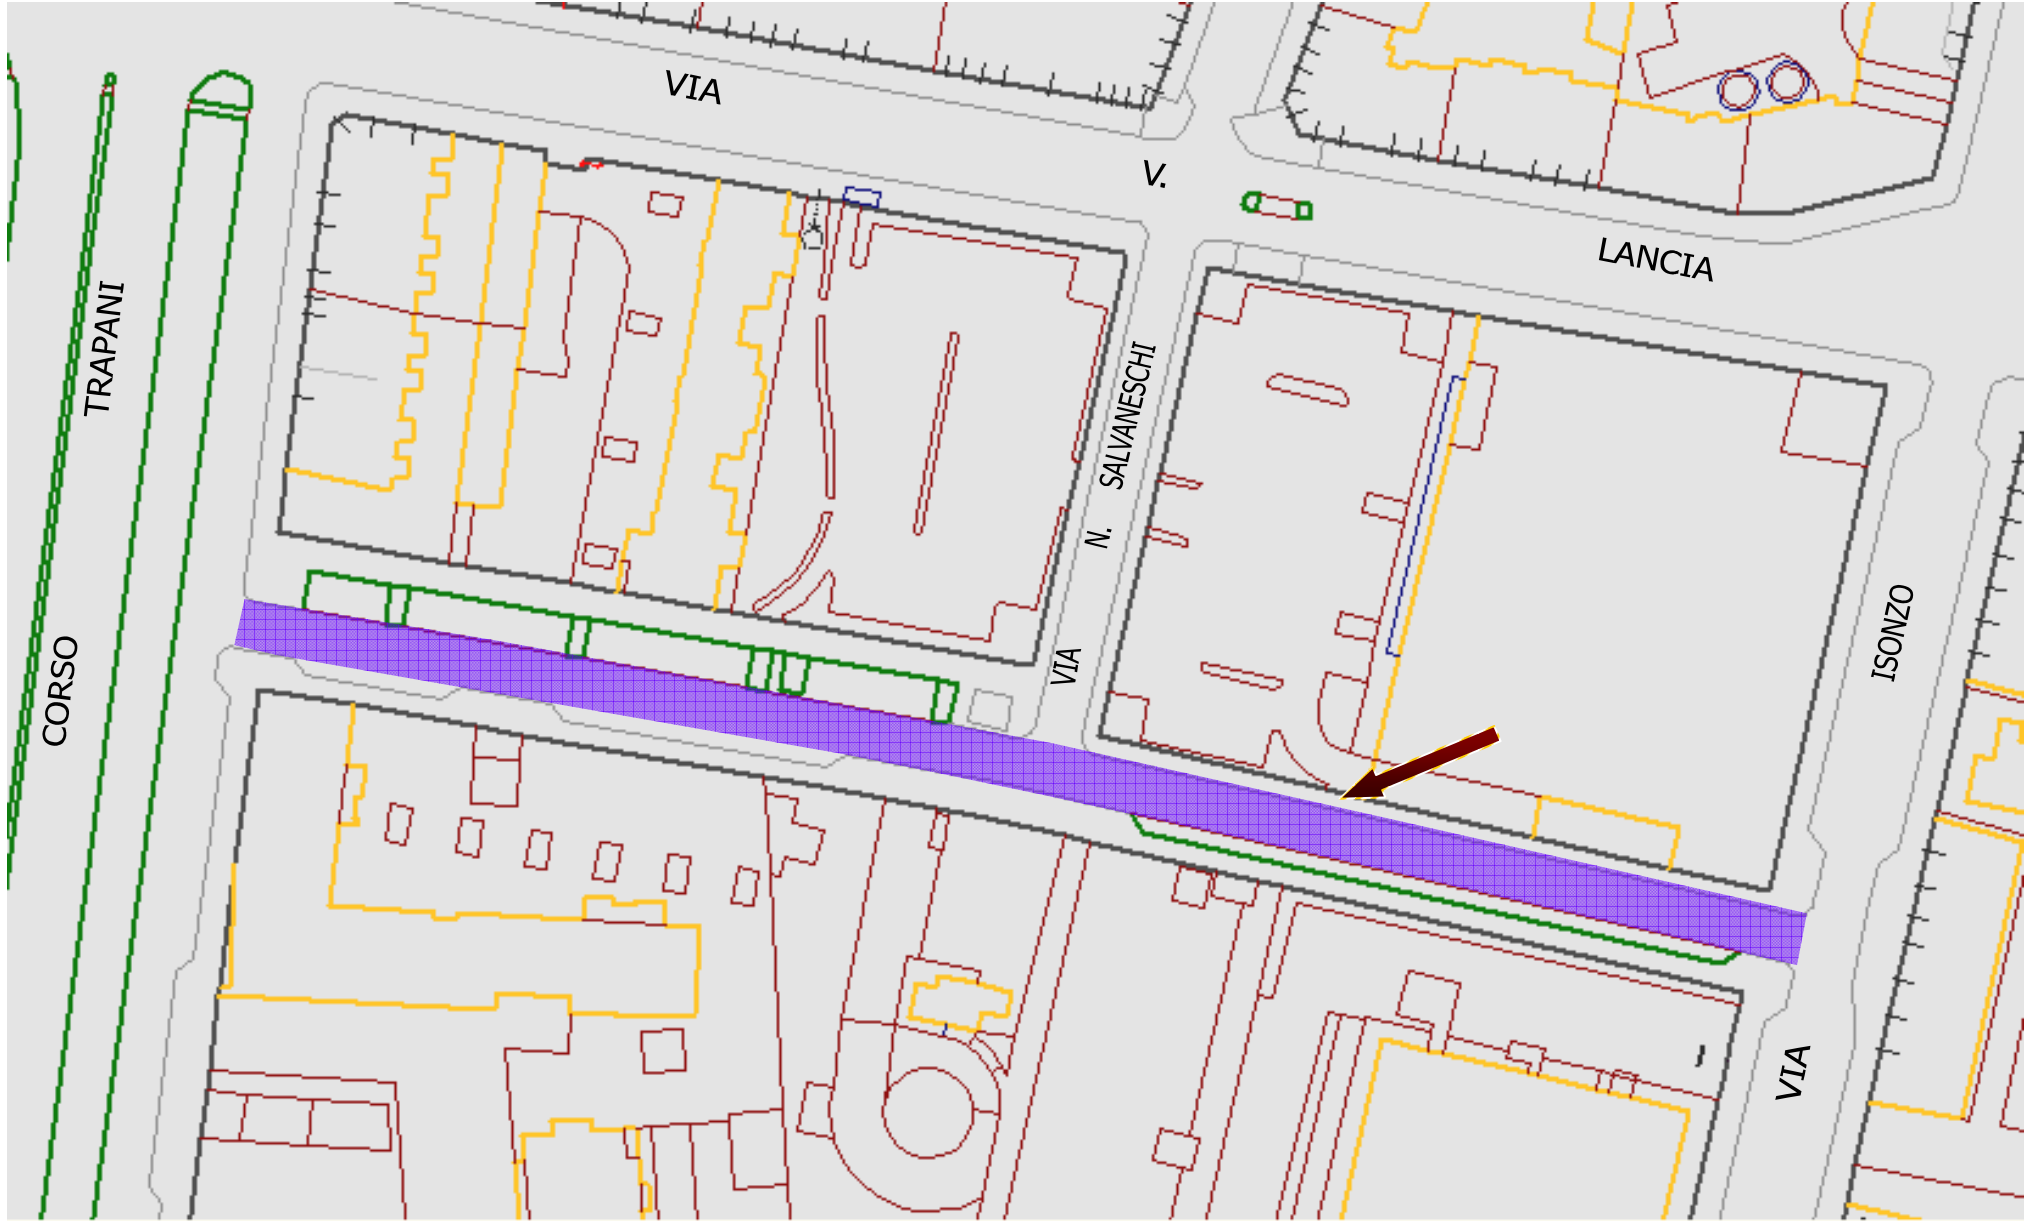 VIA
V.
LANCIA
CORSO TRAPANI
VIA N. SALVANESCHI
VIA ISONZO